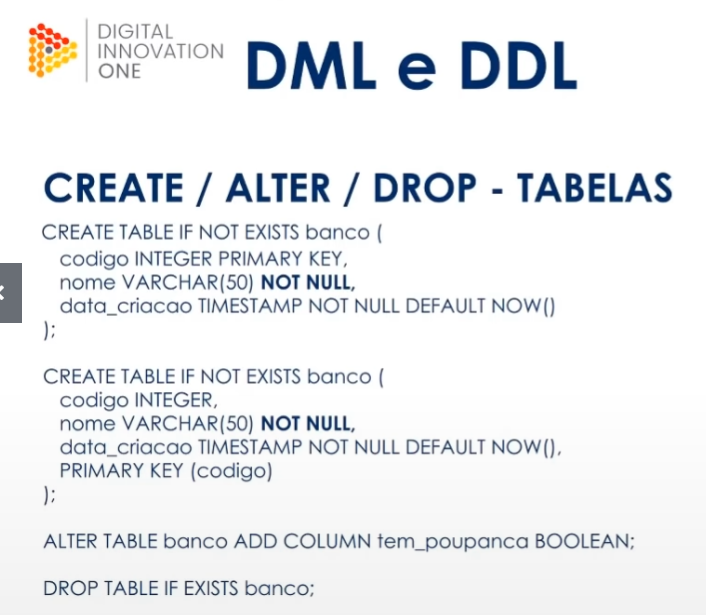 DIGITAL
INNOVATION
ONE
DML e DDL
CREATE / ALTER / DROP - TABELAS
CREATE TABLE IF NOT EXISTS banco (
codigo INTEGER PRIMARY KEY,
nome VARCHAR(50) NOT NULL,
data_criacao TIMESTAMP NOT NULL DEFAULT NOW()
);
CREATE TABLE IF NOT EXISTS banco (
codigo INTEGER,
nome VARCHAR(50) NOT NULL,
data_criacao TIMESTAMP NOT NULL DEFAULT NOW(),
PRIMARY KEY (codigo)
);
ALTER TABLE banco ADD COLUMN tem_poupanca BOOLEAN;
DROP TABLE IF EXISTS banco;